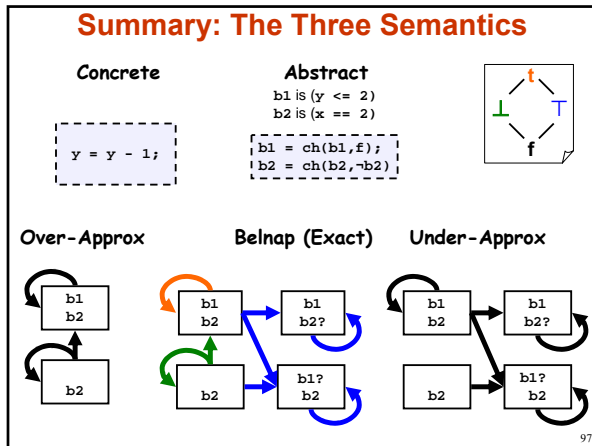 Summary: The Three Semantics
Concrete
Abstract
b1 is (y <= 2)
b2 is (x == 2)
y = y - 1;
b1 = ch(b1,f);
b2 = ch(b2,¬b2)
t
⊥
⊤
f
Over-Approx
Belnap (Exact)
Under-Approx
b1
b2
b2
b1
b2
b1
b2?
b2
b1?
b2
b1
b2
b1
b2?
b2
b1?
b2
97